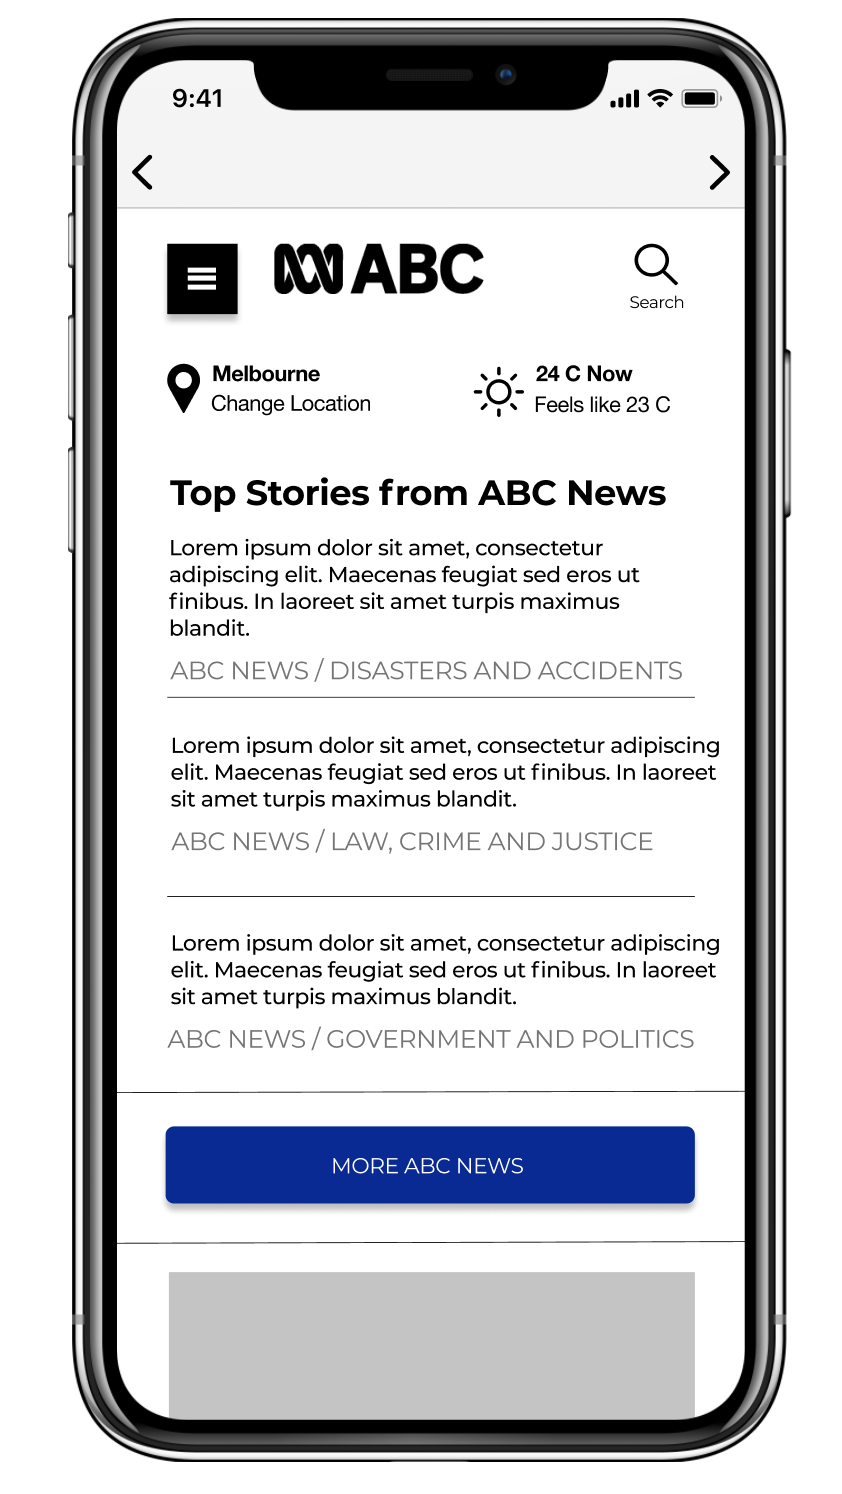 9:41
ABC
Search
Melbourne
Change Location
24 C Now
Feels like 23 C
Top Stories from ABC News
Lorem ipsum dolor sit amet, consectetur
adipiscing elit. Maecenas feugiat sed eros ut
finibus. In laoreet sit amet turpis maximus
blandit.
ABC NEWS / DISASTERS AND ACCIDENTS
Lorem ipsum dolor sit amet, consectetur adipiscing
elit. Maecenas feugiat sed eros ut finibus. In laoreet
sit amet turpis maximus blandit.
ABC NEWS / LAW, CRIME AND JUSTICE
Lorem ipsum dolor sit amet, consectetur adipiscing
elit. Maecenas feugiat sed eros ut finibus. In laoreet
sit amet turpis maximus blandit.
ABC NEWS / GOVERNMENT AND POLITICS
MORE ABC NEWS